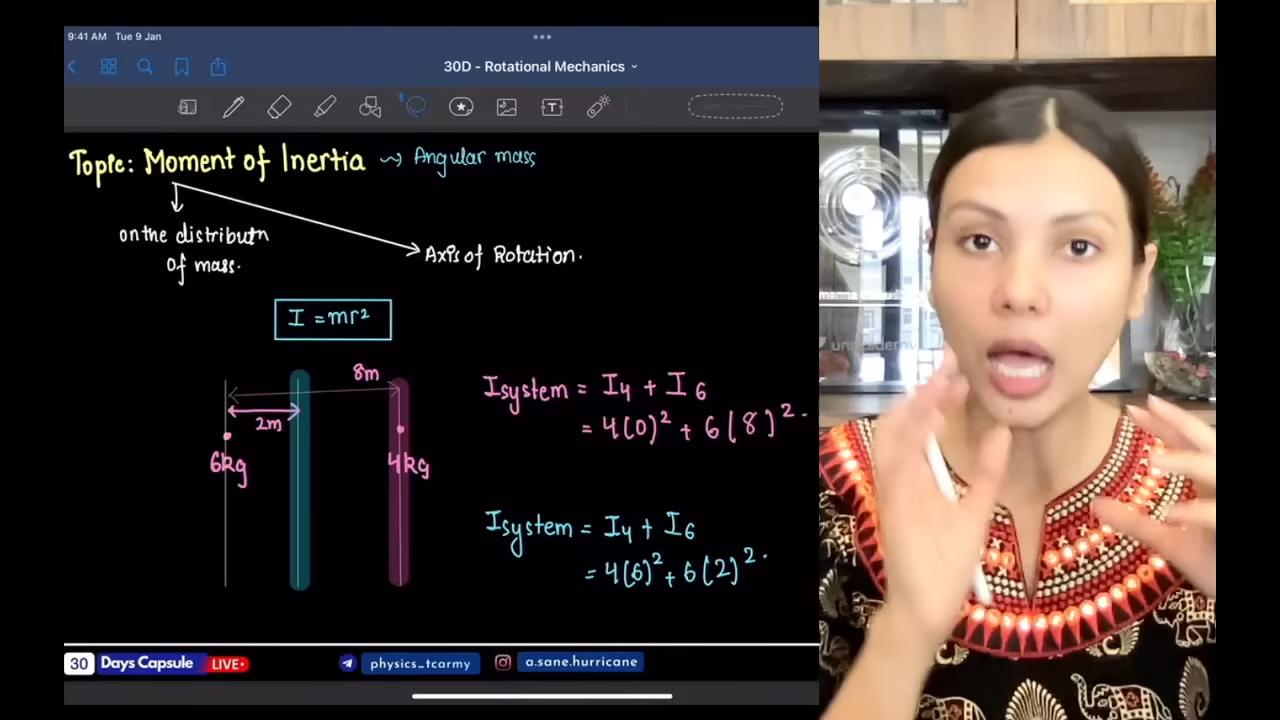 9:41 AM Tue 9 Jan
30D - Rotational Mechanics
Topic: Moment of Inertia → Angular mass
on the distributn
of mass.
Axis of Rotation.
I = mr²
8m
2m
6kg
4kg
Isystem = I4 + I6
= 4(0)² + 6(8)².
Isystem = I4 + I6
= 4(6)² + 6(2)².
30 Days Capsule LIVE•
physics_tcarmy
a.sane.hurricane